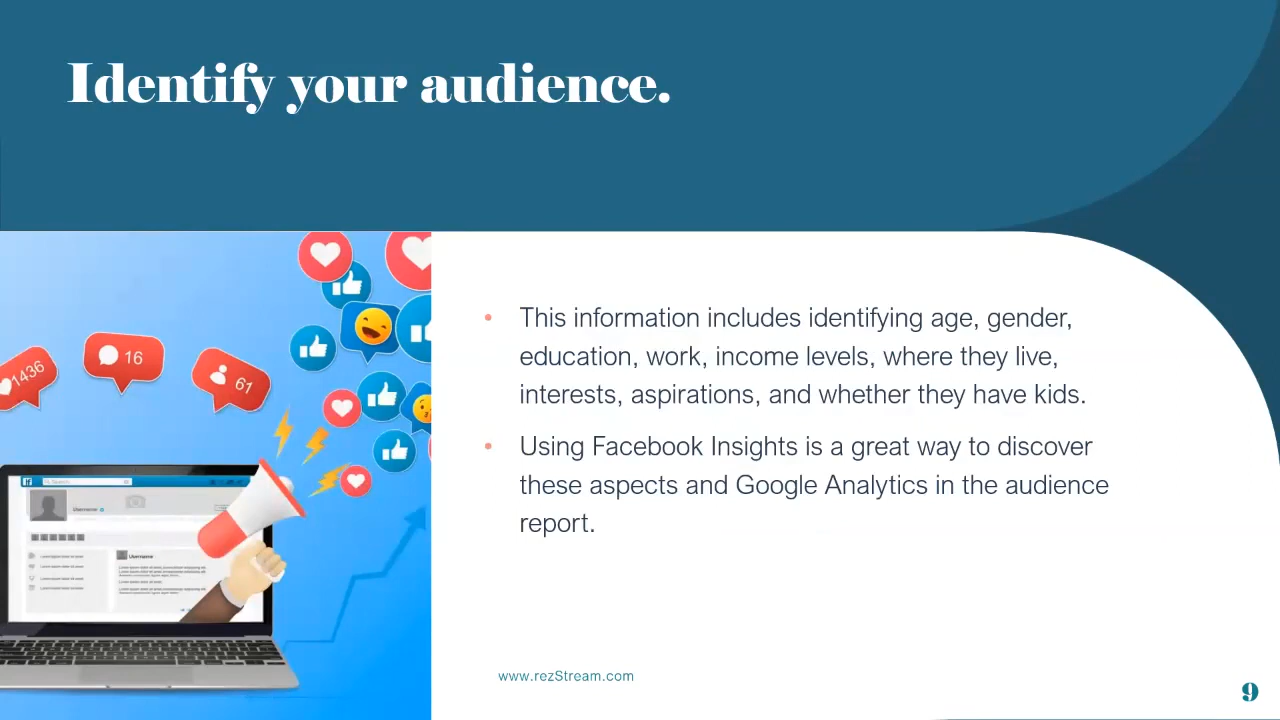 Identify your audience.
1436
16
61
Search...
Username
Username
• This information includes identifying age, gender,
education, work, income levels, where they live,
interests, aspirations, and whether they have kids.
• Using Facebook Insights is a great way to discover
these aspects and Google Analytics in the audience
report.
www.rezStream.com
9